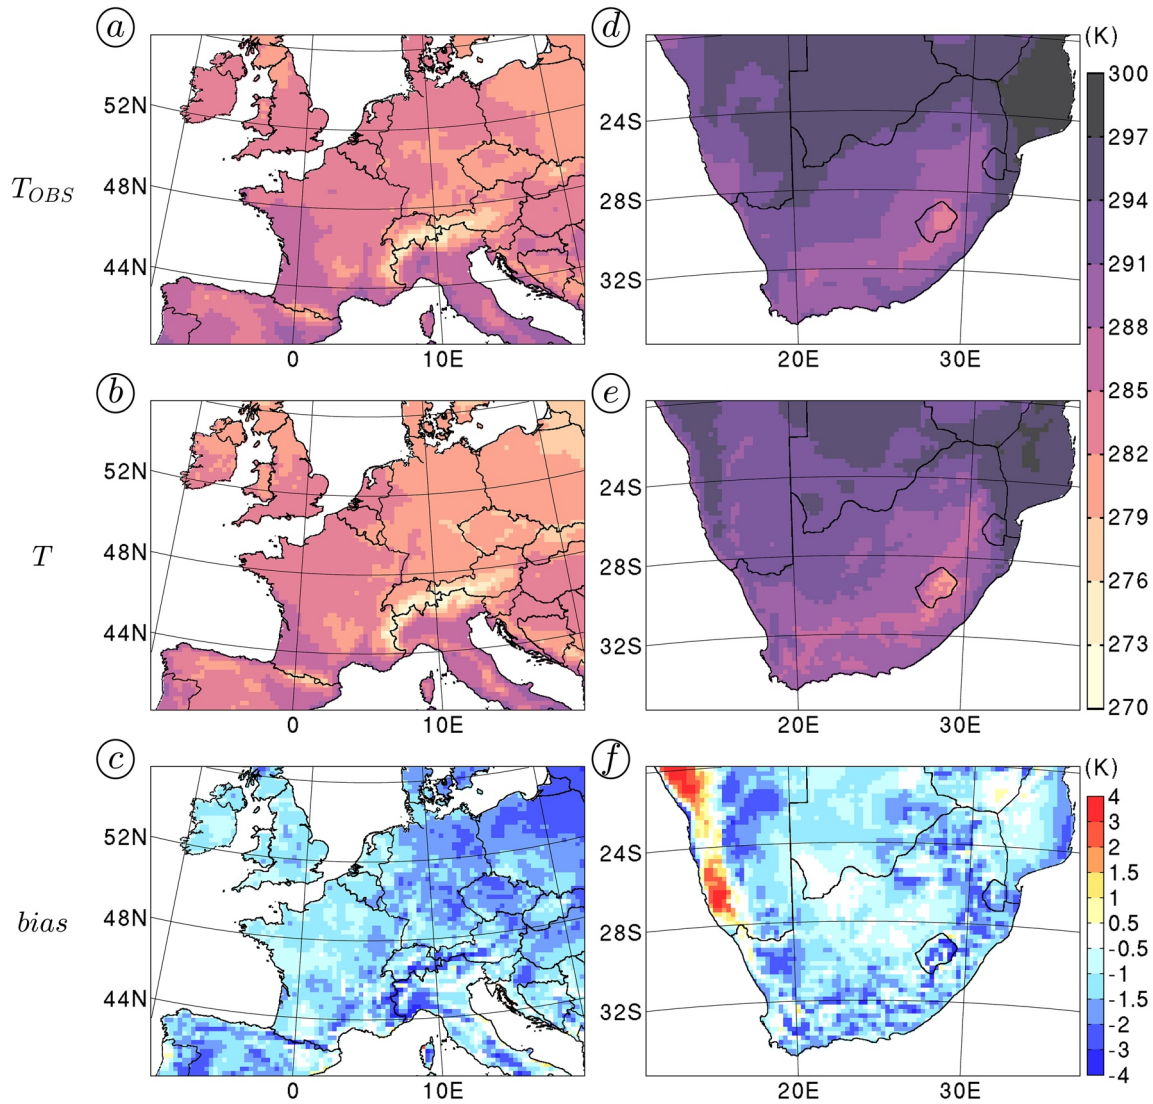 a
d
(K)
52N
48N
44N
T_OBS
24S
28S
32S
300
297
294
291
288
285
282
279
276
273
270
0
10E
20E
30E
b
e
52N
48N
44N
T
24S
28S
32S
0
10E
20E
30E
c
f
(K)
52N
48N
44N
bias
24S
28S
32S
4
3
2
1.5
1
0.5
-0.5
-1
-1.5
-2
-3
-4
0
10E
20E
30E